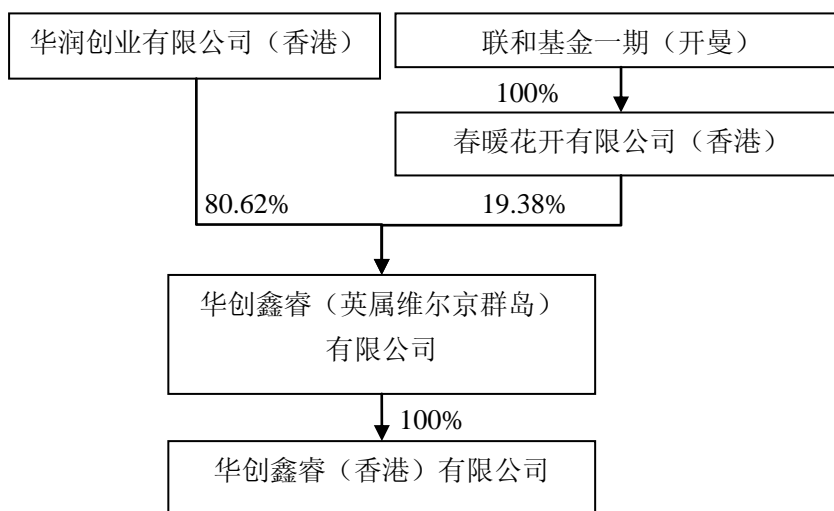 华润创业有限公司（香港）
联和基金一期（开曼）
100%
春暖花开有限公司（香港）
80.62%
19.38%
华创鑫睿（英属维尔京群岛）
有限公司
100%
华创鑫睿（香港）有限公司